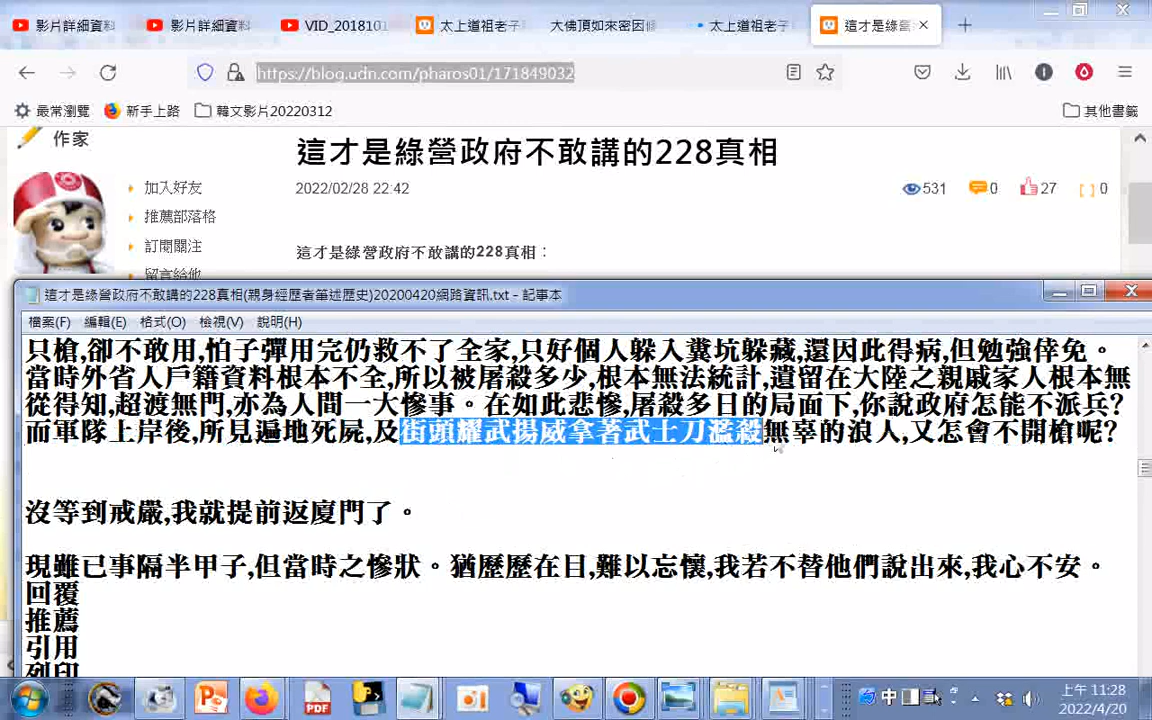 影片詳細資料
影片詳細資料
VID_2018101
太上道祖老子
大佛頂如來密因修
太上道祖老子
這才是綠營
https://blog.udn.com/pharos01/171849032
最常瀏覽
新手上路
韓文影片20220312
其他書籤
作家
這才是綠營政府不敢講的228真相
加入好友
2022/02/28 22:42
531
0
27
0
推薦部落格
訂閱關注
這才是綠營政府不敢講的228真相：
留言給他
這才是綠營政府不敢講的228真相(親身經歷者筆述歷史)20200420網路資訊.txt - 記事本
檔案(F) 編輯(E) 格式(O) 檢視(V) 說明(H)
只槍,卻不敢用,怕子彈用完仍救不了全家,只好個人躲入糞坑躲藏,還因此得病,但勉強倖免。
當時外省人戶籍資料根本不全,所以被屠殺多少,根本無法統計,遺留在大陸之親戚家人根本無
從得知,超渡無門,亦為人間一大慘事。在如此悲慘,屠殺多日的局面下,你說政府怎能不派兵?
而軍隊上岸後,所見遍地死屍,及街頭耀武揚威拿著武士刀濫殺無辜的浪人,又怎會不開槍呢?
沒等到戒嚴,我就提前返廈門了。
現雖已事隔半甲子,但當時之慘狀。猶歷歷在目,難以忘懷,我若不替他們說出來,我心不安。
回覆
推薦
引用
列印
PDF
中
上午 11:28
2022/4/20